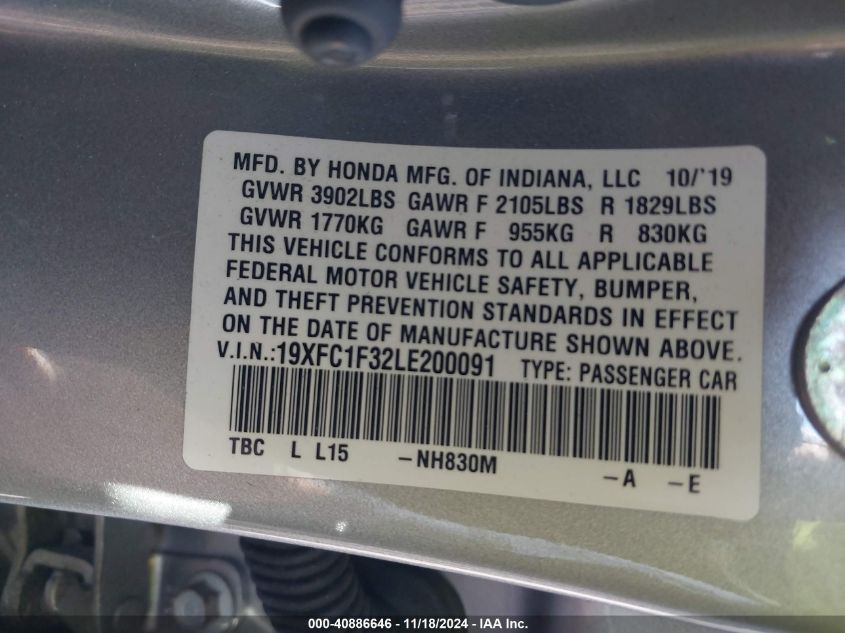 MFD. BY HONDA MFG. OF INDIANA, LLC 10/'19
GVWR 3902LBS GAWR F 2105LBS R 1829LBS
GVWR 1770KG GAWR F 955KG R 830KG
THIS VEHICLE CONFORMS TO ALL APPLICABLE
FEDERAL MOTOR VEHICLE SAFETY, BUMPER,
AND THEFT PREVENTION STANDARDS IN EFFECT
ON THE DATE OF MANUFACTURE SHOWN ABOVE.
V.I.N.:19XFC1F32LE200091 TYPE: PASSENGER CAR
TBC L L15 -NH830M -A -E
000-40886646 - 11/18/2024 - IAA Inc.